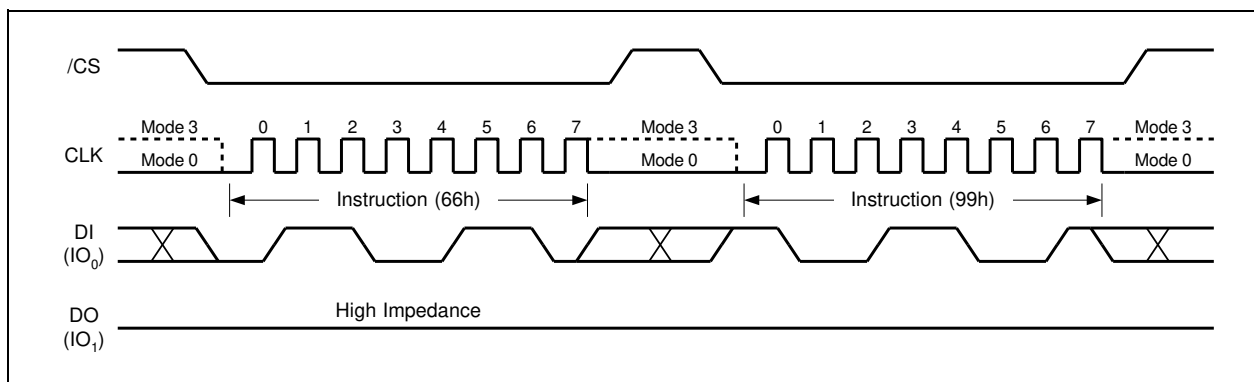 /CS
Mode 3 0 1 2 3 4 5 6 7 Mode 3 0 1 2 3 4 5 6 7 Mode 3
CLK
Mode 0 Mode 0 Mode 0
Instruction (66h) Instruction (99h)
DI
(IO0)
High Impedance
DO
(IO1)